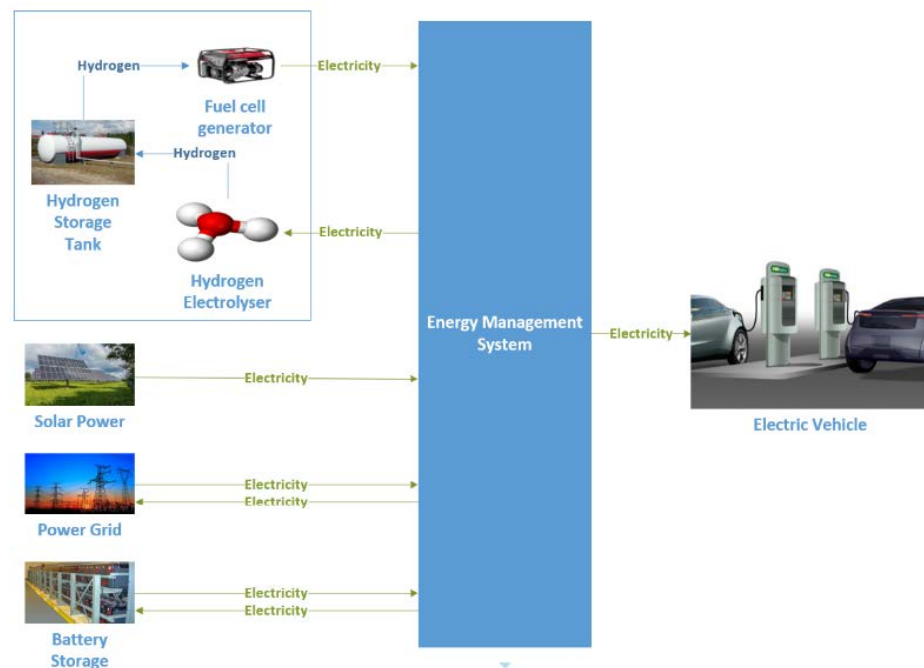 Hydrogen
Electricity
Fuel cell
generator
Hydrogen
Hydrogen
Storage
Tank
Electricity
Hydrogen
Electrolyser
Energy Management
System
Electricity
Electric Vehicle
Electricity
Solar Power
Electricity
Electricity
Power Grid
Electricity
Electricity
Battery
Storage